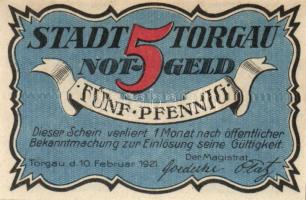 STADT 5 TORGAU
NOT-GELD
FÜNF PFENNIG
Dieser Schein verliert 1 Monat nach öffentlicher
Bekanntmachung zur Einlösung seine Gültigkeit.
Torgau d. 10. Februar 1921. Der Magistrat